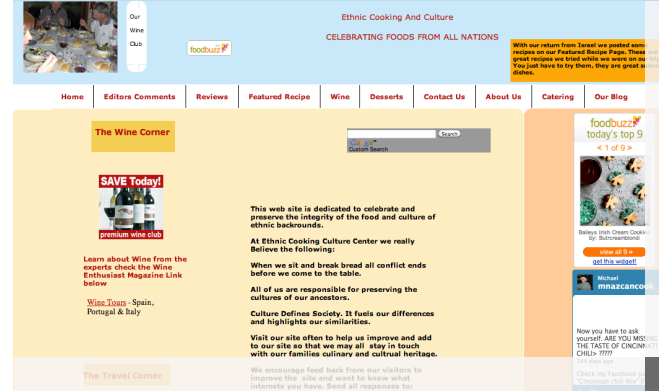 Our
Wine
Club
foodbuzz
Ethnic Cooking And Culture
CELEBRATING FOODS FROM ALL NATIONS
With our return from Israel we posted some
recipes on our Featured Recipe Page. These are
great recipes we tried while we were on our
You just have to try them, they are great
dishes.
Home
Editors Comments
Reviews
Featured Recipe
Wine
Desserts
Contact Us
About Us
Catering
Our Blog
The Wine Corner
Search
Custom Search
SAVE Today!
premium wine club
Learn about Wine from the
experts check the Wine
Enthusiast Magazine Link
below
Wine Tours - Spain,
Portugal & Italy
The Travel Corner
This web site is dedicated to celebrate and
preserve the integrity of the food and culture of
ethnic backrounds.
At Ethnic Cooking Culture Center we really
Believe the following:
When we sit and break bread all conflict ends
before we come to the table.
All of us are responsible for preserving the
cultures of our ancestors.
Culture Defines Society. It fuels our differences
and highlights our similarities.
Visit our site often to help us improve and add
to our site so that we may all stay in touch
with our families culinary and cultrual heritage.
We encourage feed back from our visitors to
improve the site and want to know what
interests you have. Send all responses to:
foodbuzz
today's top 9
< 1 of 9 >
Baileys Irish Cream Cookies
by: Butrcreamblondi
view all 9 »
get this widget!
Michael
mnazcancook
Now you have to ask
yourself. ARE YOU MISSING
THE TASTE OF CINCINNATI
CHILI> ?????
244 days ago
Check my Facebook
"Cincinnati chili Mix"